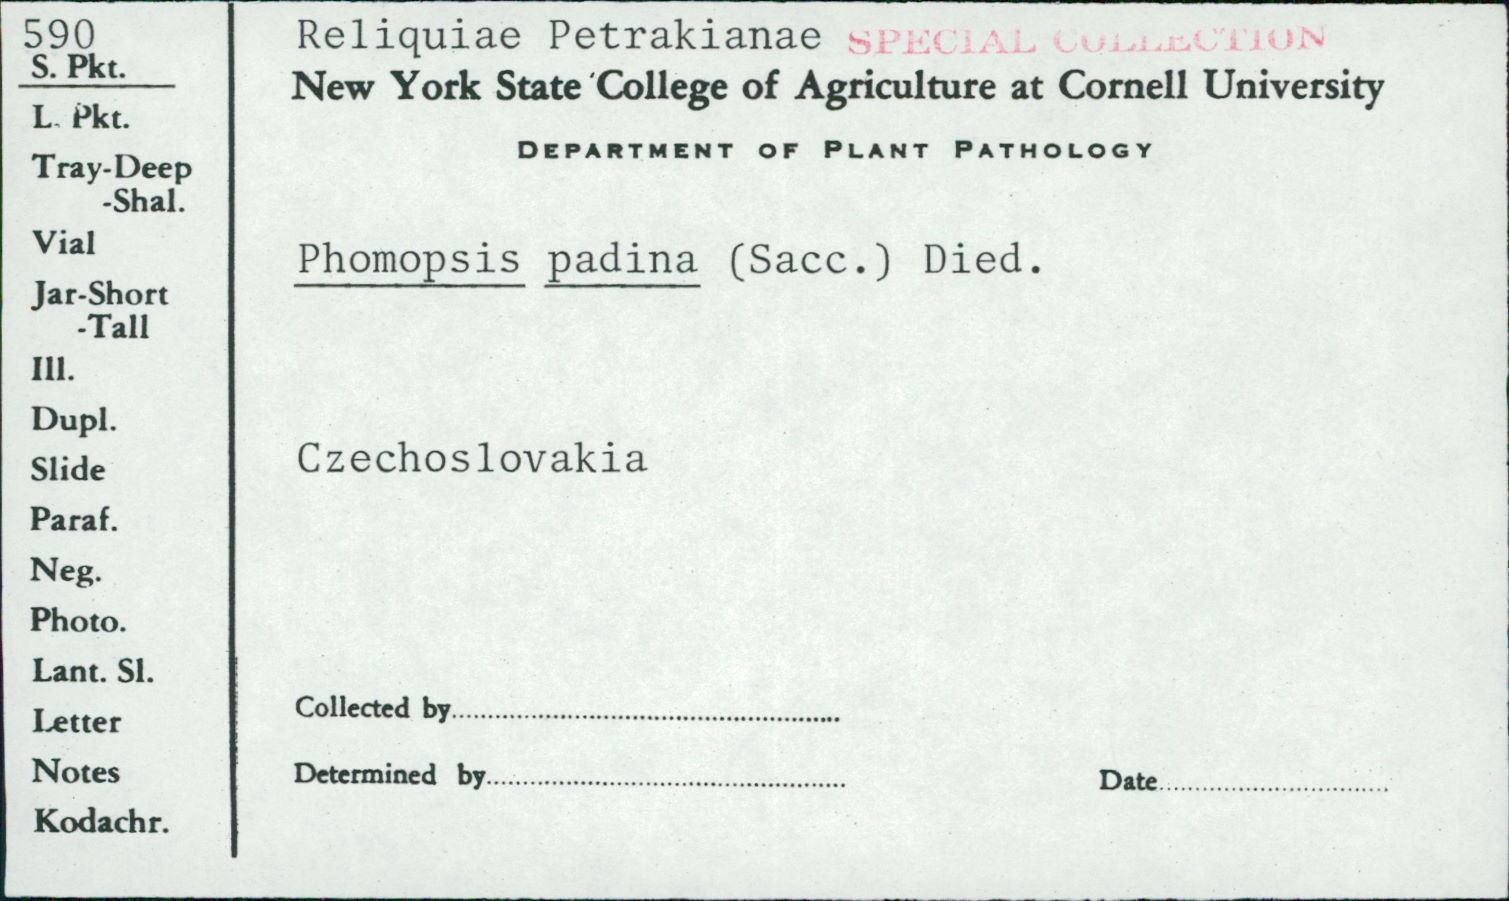 590
S. Pkt.
L. Pkt.
Tray-Deep
-Shal.
Vial
Jar-Short
-Tall
Ill.
Dupl.
Slide
Paraf.
Neg.
Photo.
Lant. Sl.
Letter
Notes
Kodachr.
Reliquiae Petrakianae SPECIAL COLLECTION
New York State College of Agriculture at Cornell University
DEPARTMENT OF PLANT PATHOLOGY
Phomopsis padina (Sacc.) Died.
Czechoslovakia
Collected by
Determined by
Date